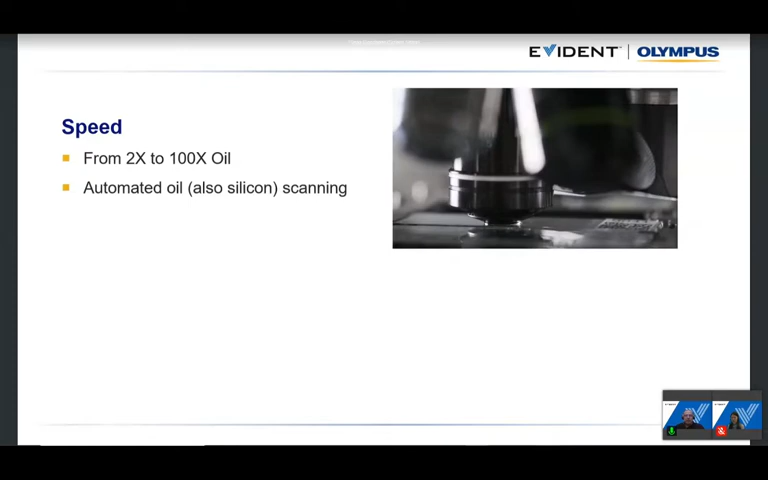 EVIDENT OLYMPUS
Speed
From 2X to 100X Oil
Automated oil (also silicon) scanning